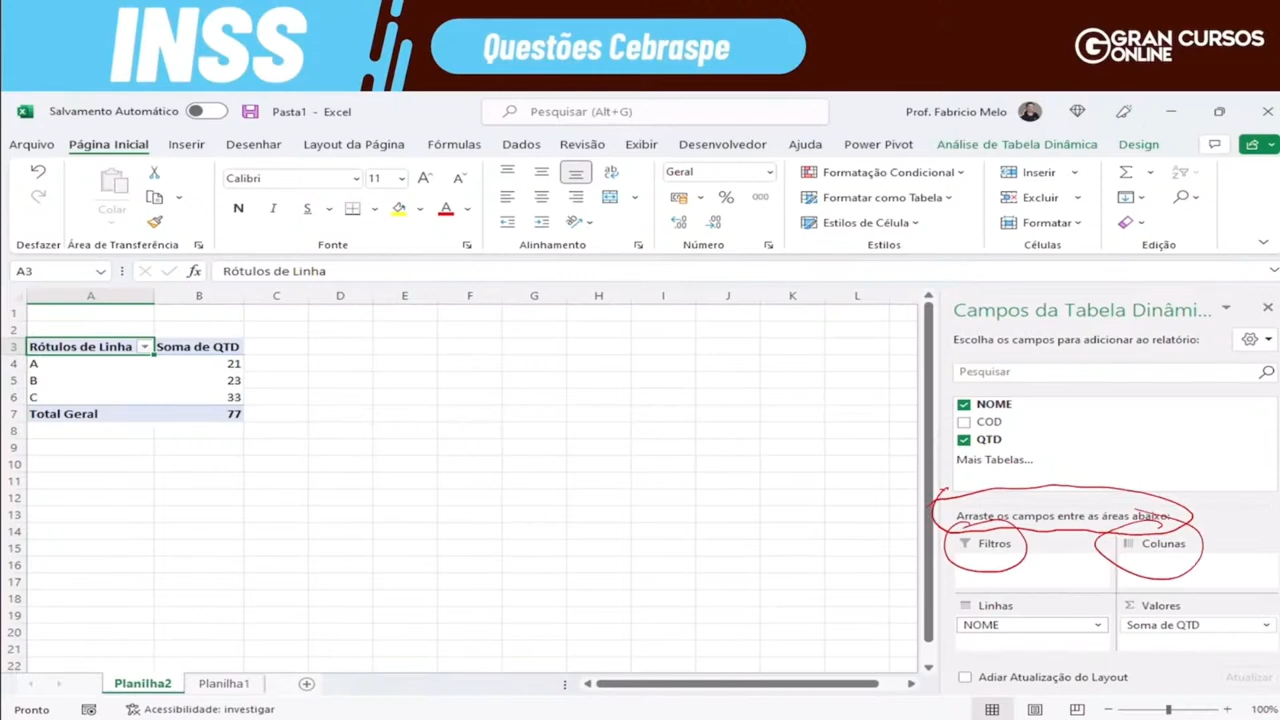 INSS
Questões Cebraspe
GRAN CURSOS
ONLINE
Salvamento Automático
Pasta1 - Excel
Pesquisar (Alt+G)
Prof. Fabricio Melo
Arquivo Página Inicial Inserir Desenhar Layout da Página Fórmulas Dados Revisão Exibir Desenvolvedor Ajuda Power Pivot Análise de Tabela Dinâmica Design
Colar
Calibri 11
N I S A
Geral
% 000
Formatação Condicional
Formatar como Tabela
Estilos de Célula
Inserir
Excluir
Formatar
Desfazer Área de Transferência Fonte Alinhamento Número Estilos Células Edição
A3 fx Rótulos de Linha
A B C D E F G H I J K L
1
2
3 Rótulos de Linha Soma de QTD
4 A 21
5 B 23
6 C 33
7 Total Geral 77
8
9
10
11
12
13
14
15
16
17
18
19
20
21
22
Campos da Tabela Dinâmi...
Escolha os campos para adicionar ao relatório:
Pesquisar
NOME
COD
QTD
Mais Tabelas...
Arraste os campos entre as áreas abaixo:
Filtros Colunas
Linhas Σ Valores
NOME Soma de QTD
Adiar Atualização do Layout Atualizar
Planilha2 Planilha1
Pronto Acessibilidade: investigar 100%